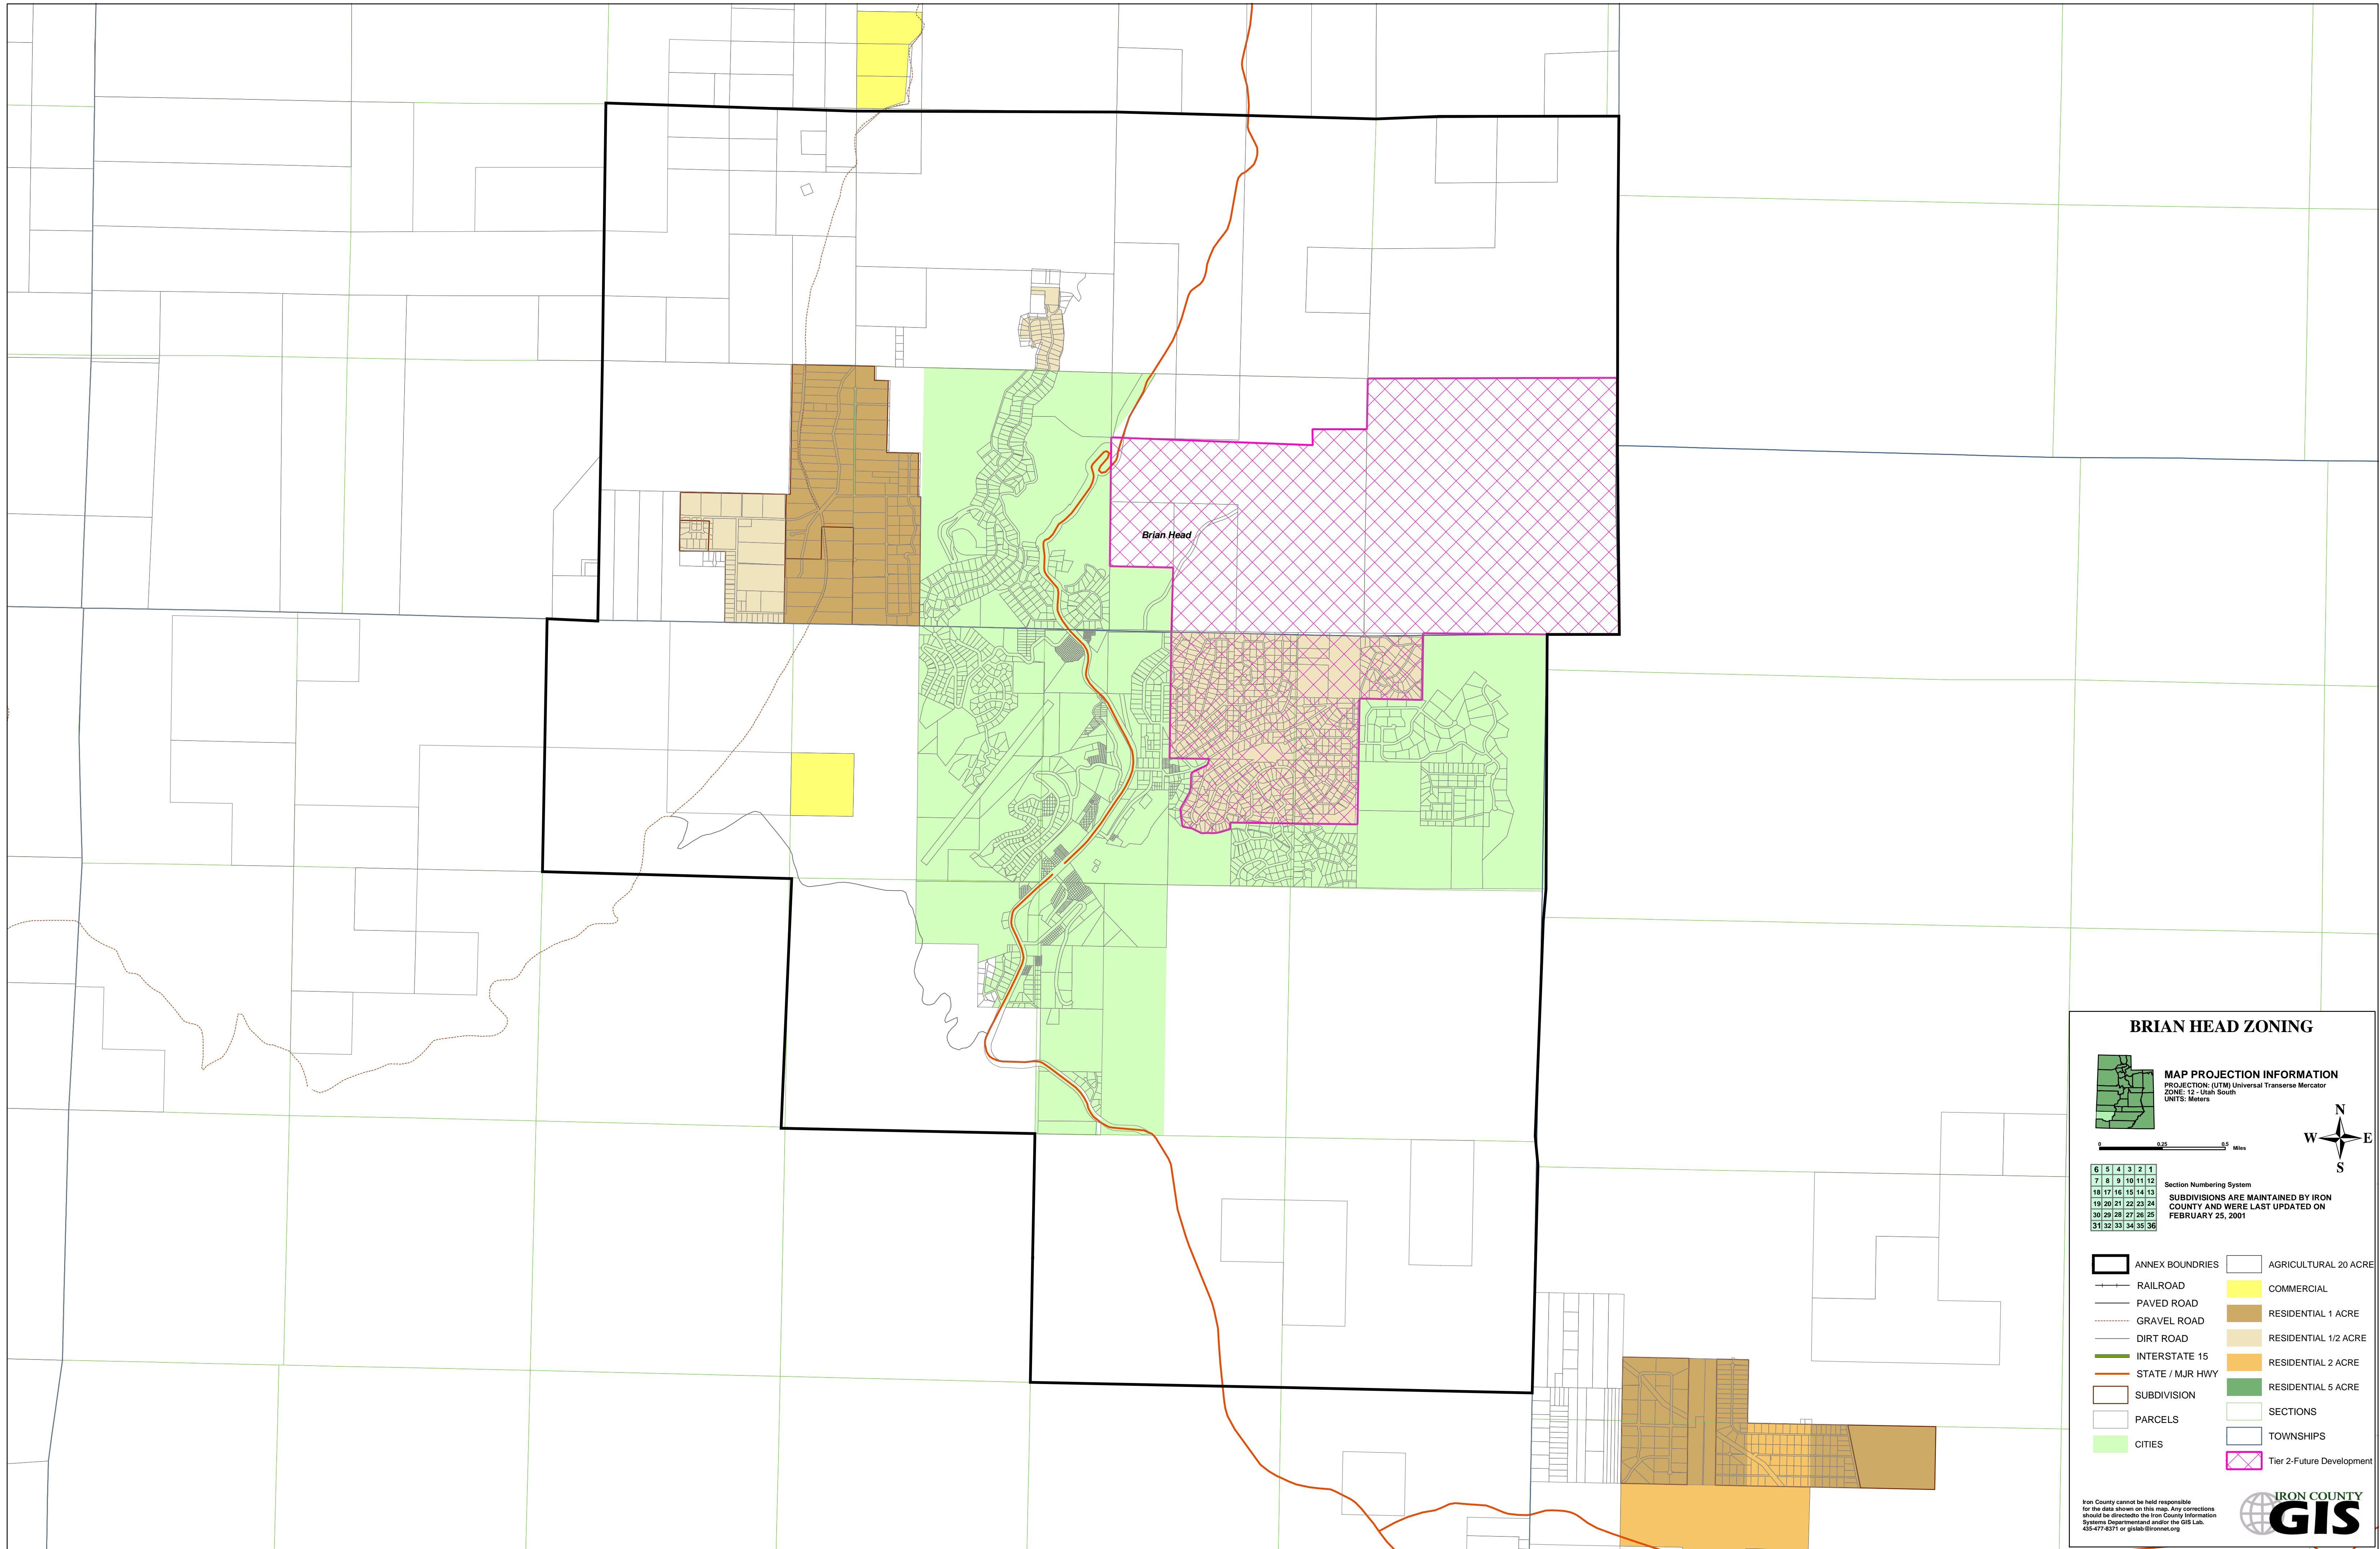 Brian Head
BRIAN HEAD ZONING
MAP PROJECTION INFORMATION
PROJECTION: (UTM) Universal Transerse Mercator
ZONE: 12 - Utah South
UNITS: Meters
N
W E
S
0 0.25 0.5
Miles
6 5 4 3 2 1
7 8 9 10 11 12
18 17 16 15 14 13
19 20 21 22 23 24
30 29 28 27 26 25
31 32 33 34 35 36
Section Numbering System
SUBDIVISIONS ARE MAINTAINED BY IRON
COUNTY AND WERE LAST UPDATED ON
FEBRUARY 25, 2001
ANNEX BOUNDRIES
RAILROAD
PAVED ROAD
GRAVEL ROAD
DIRT ROAD
INTERSTATE 15
STATE / MJR HWY
SUBDIVISION
PARCELS
CITIES
AGRICULTURAL 20 ACRE
COMMERCIAL
RESIDENTIAL 1 ACRE
RESIDENTIAL 1/2 ACRE
RESIDENTIAL 2 ACRE
RESIDENTIAL 5 ACRE
SECTIONS
TOWNSHIPS
Tier 2-Future Development
Iron County cannot be held responsible
for the data shown on this map. Any corrections
should be directedto the Iron County Information
Systems Departmentand and/or the GIS Lab.
435-477-8371 or gislab@ironnet.org
IRON COUNTY
GIS